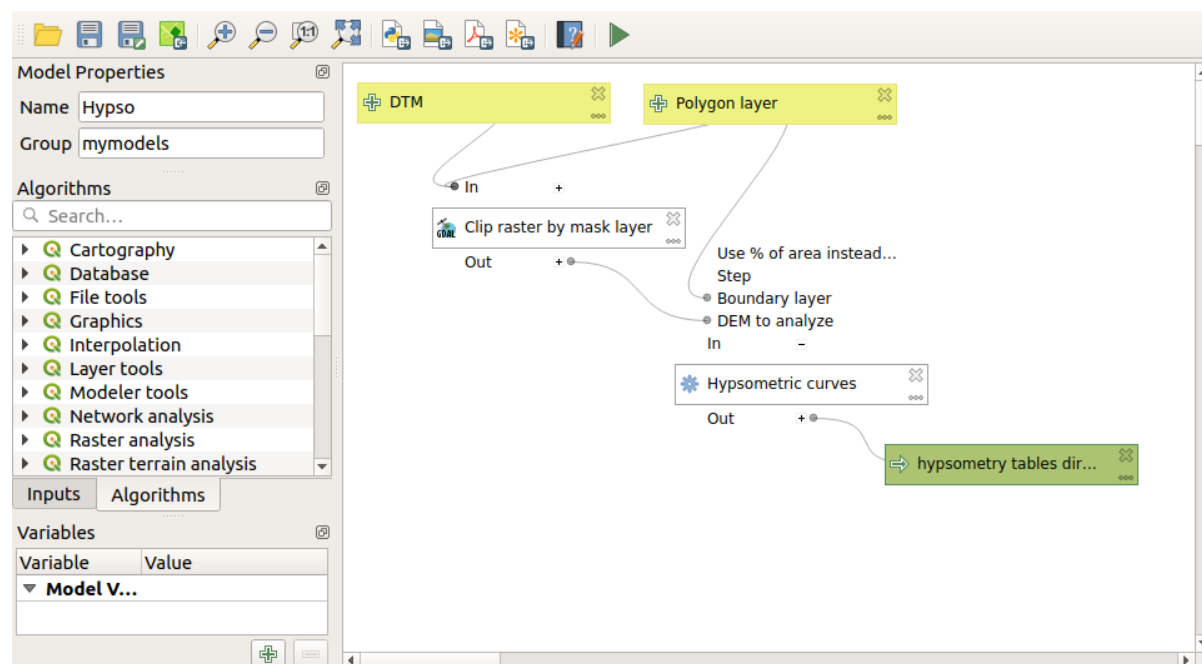 1:1
Model Properties
Name Hypso
Group mymodels
Algorithms
Search...
Cartography
Database
File tools
Graphics
Interpolation
Layer tools
Modeler tools
Network analysis
Raster analysis
Raster terrain analysis
Inputs Algorithms
Variables
Variable Value
Model V...
DTM
Polygon layer
In +
GDAL Clip raster by mask layer
Out +
Use % of area instead...
Step
Boundary layer
DEM to analyze
In -
Hypsometric curves
Out +
hypsometry tables dir...